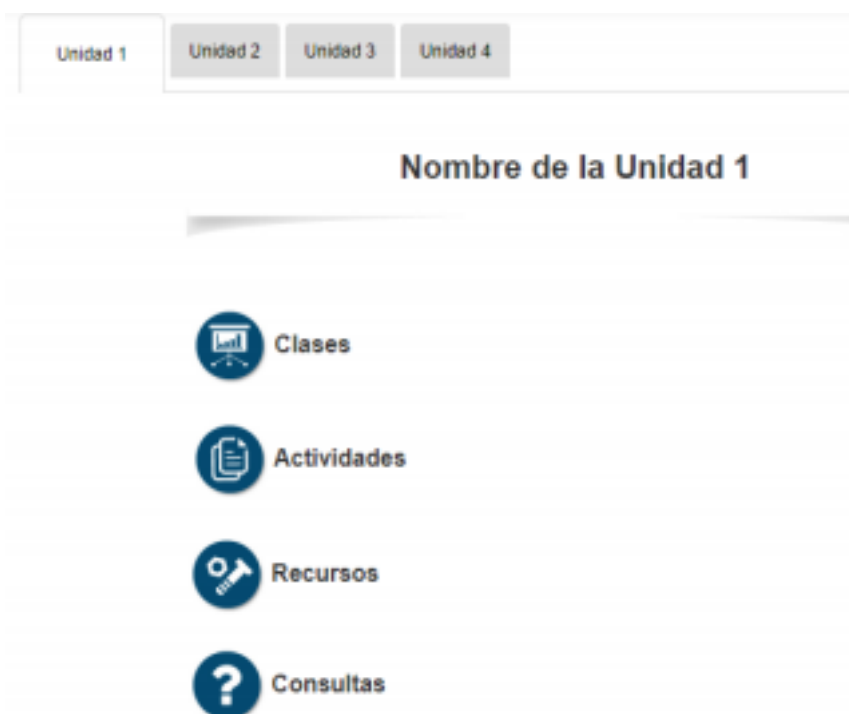 Unidad 1 Unidad 2 Unidad 3 Unidad 4
Nombre de la Unidad 1
Clases
Actividades
Recursos
Consultas